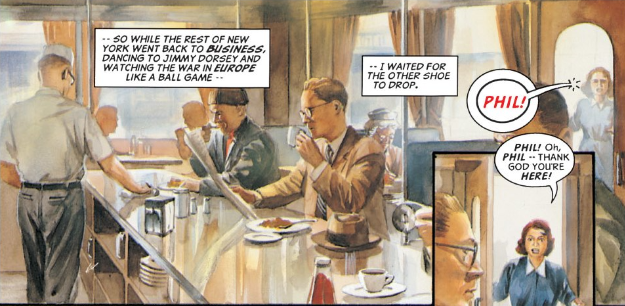 -- SO WHILE THE REST OF NEW
YORK WENT BACK TO BUSINESS,
DANCING TO JIMMY DORSEY AND
WATCHING THE WAR IN EUROPE
LIKE A BALL GAME --
-- I WAITED FOR
THE OTHER SHOE
TO DROP.
PHIL!
PHIL! Oh,
PHIL -- THANK
GOD YOU'RE
HERE!